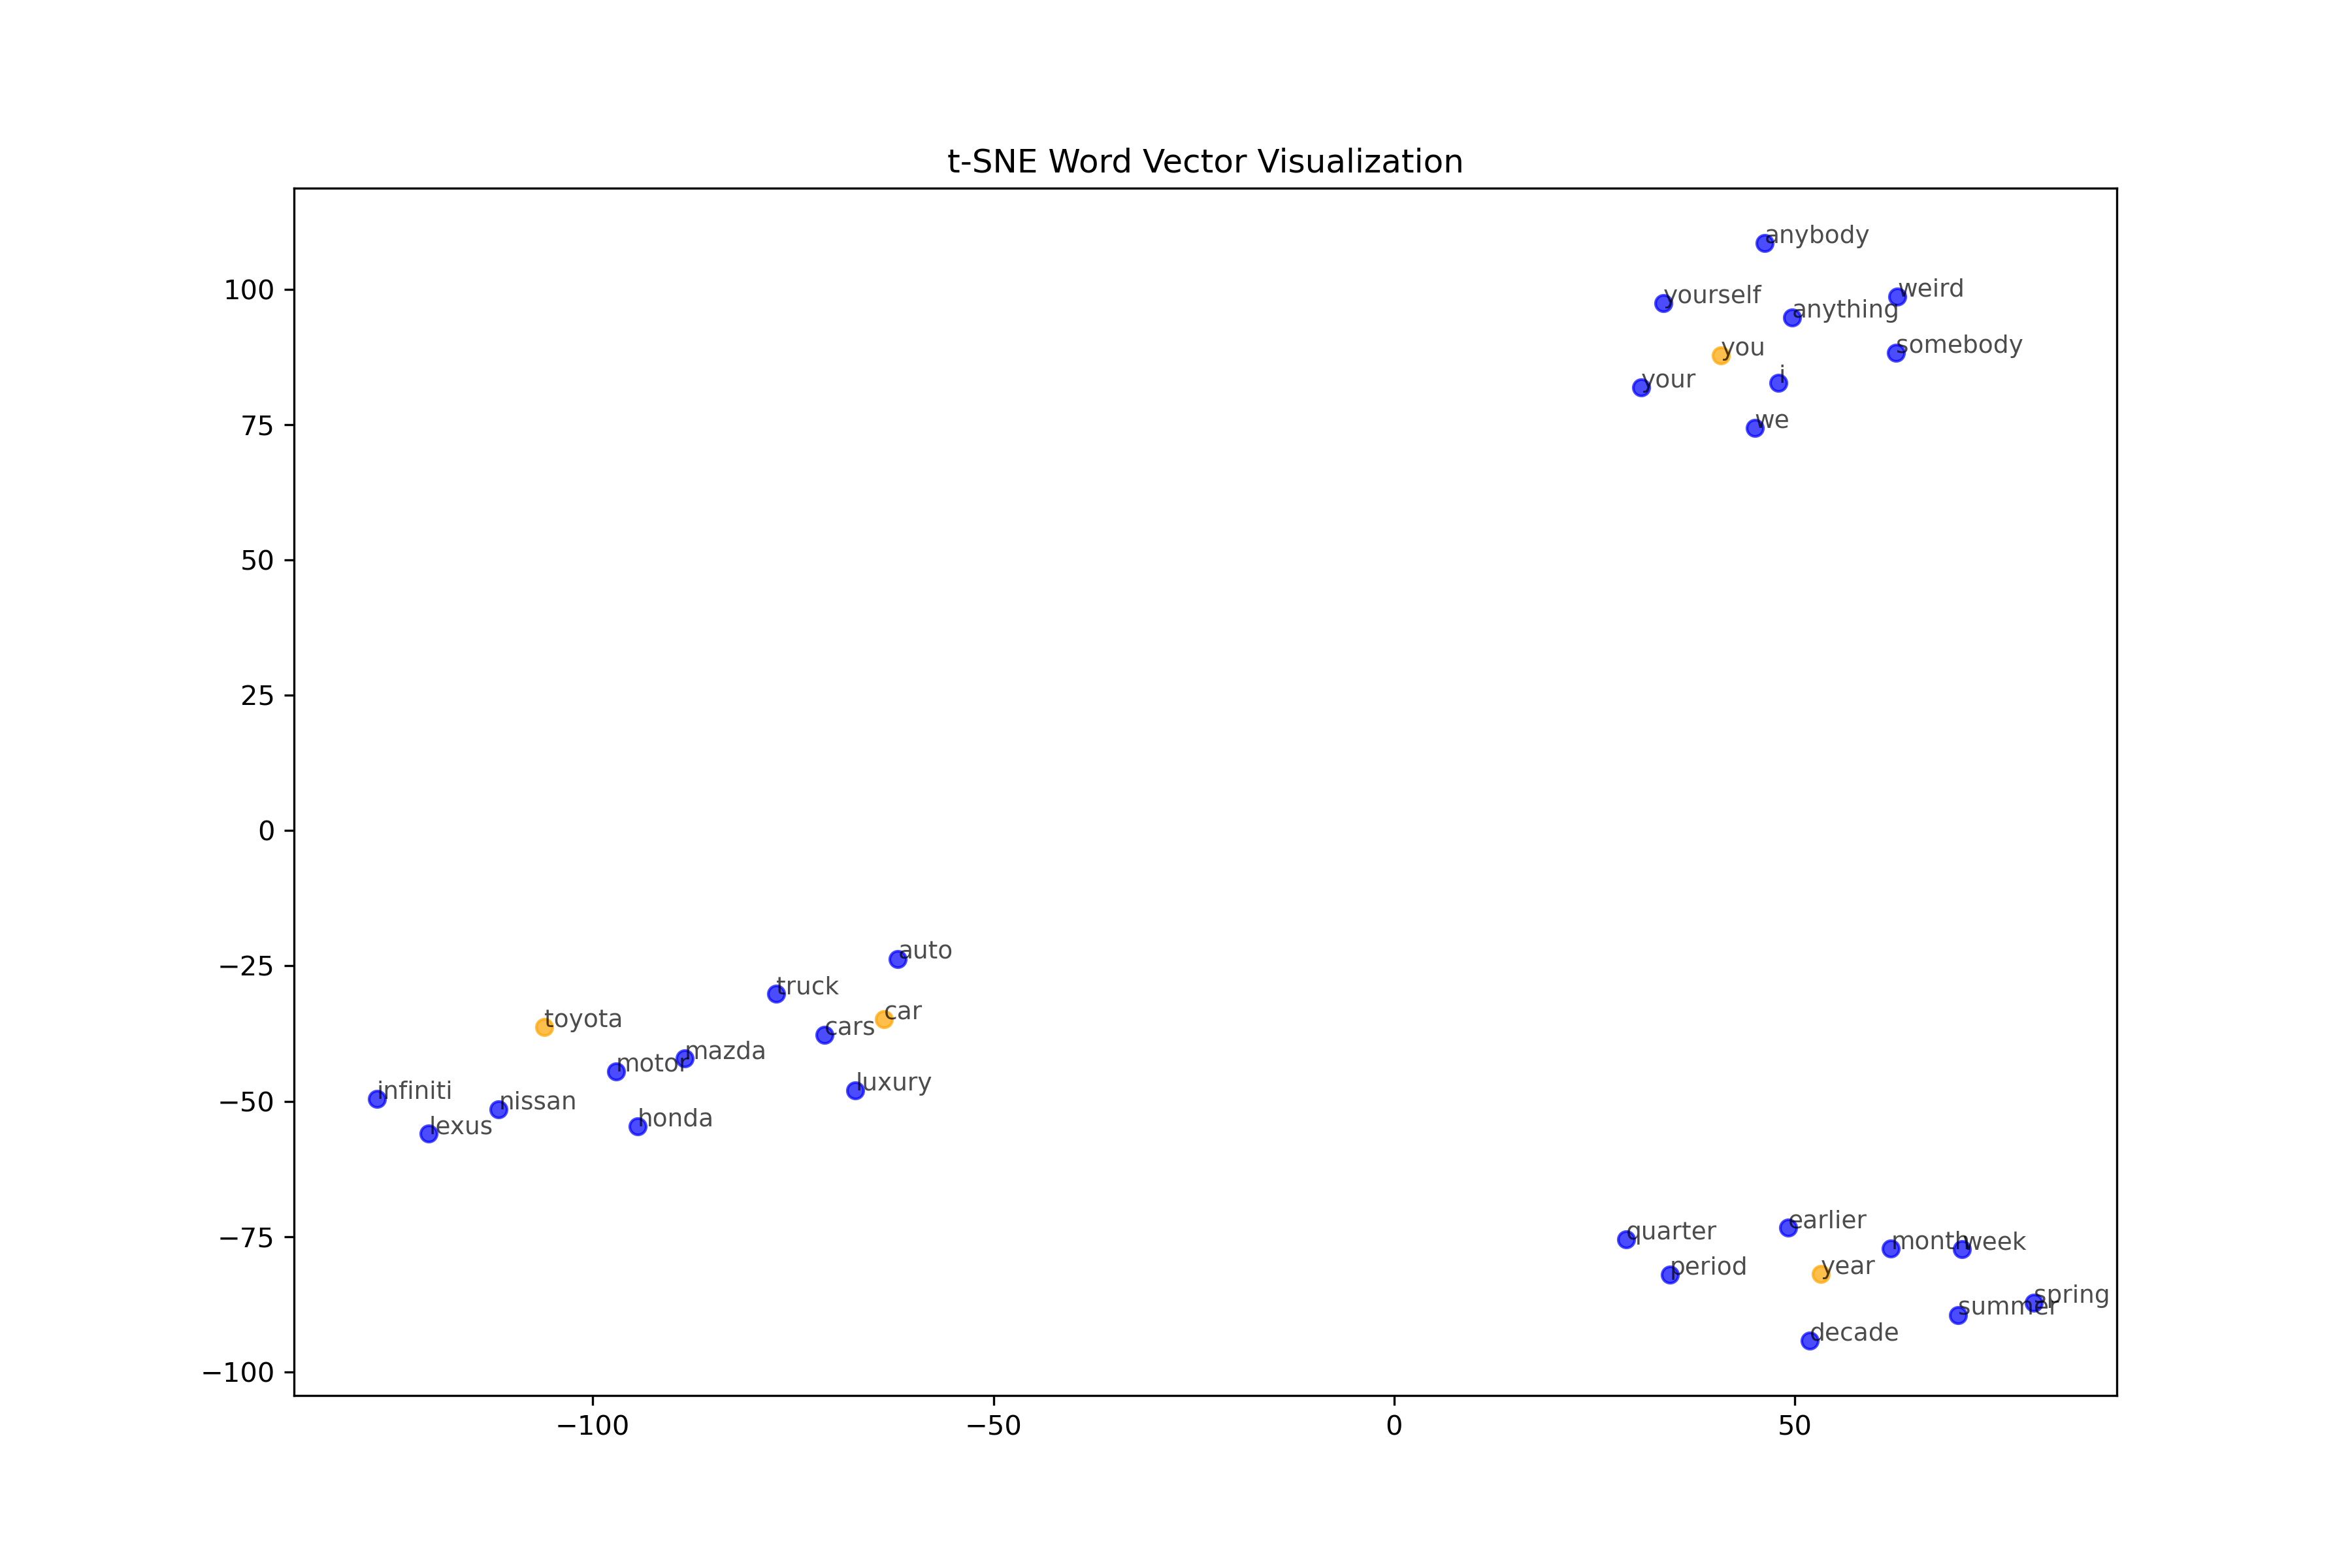 t-SNE Word Vector Visualization
anybody
weird
yourself
anything
somebody
you
your
i
we
auto
truck
car
toyota
cars
mazda
motor
luxury
infiniti
nissan
honda
lexus
earlier
quarter
month
week
year
period
spring
summer
decade
100
75
50
25
0
−25
−50
−75
−100
−100
−50
0
50